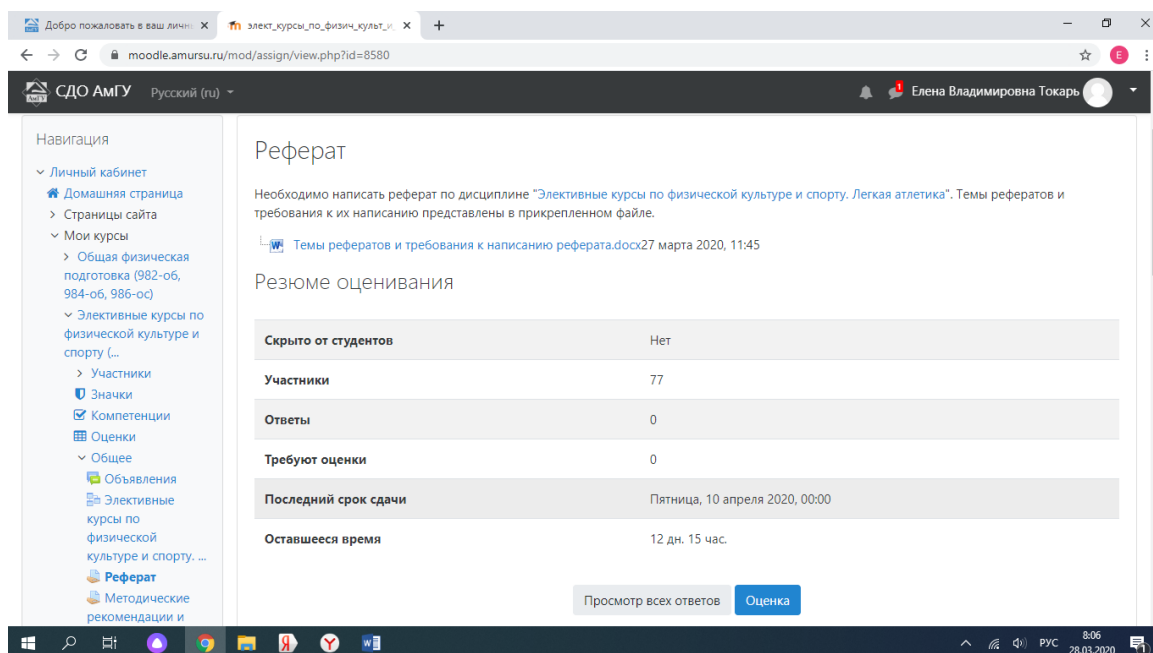 Добро пожаловать в ваш личн
элект_курсы_по_физич_культ_и_
moodle.amursu.ru/mod/assign/view.php?id=8580
E
СДО АмГУ
Русский (ru)
1
Елена Владимировна Токарь
Навигация
Личный кабинет
Домашняя страница
Страницы сайта
Мои курсы
Общая физическая
подготовка (982-об,
984-об, 986-ос)
Элективные курсы по
физической культуре и
спорту (...
Участники
Значки
Компетенции
Оценки
Общее
Объявления
Элективные
курсы по
физической
культуре и спорту. ...
Реферат
Методические
рекомендации и
Реферат
Необходимо написать реферат по дисциплине "Элективные курсы по физической культуре и спорту. Легкая атлетика". Темы рефератов и
требования к их написанию представлены в прикрепленном файле.
Темы рефератов и требования к написанию реферата.docx27 марта 2020, 11:45
Резюме оценивания
Скрыто от студентов Нет
Участники 77
Ответы 0
Требуют оценки 0
Последний срок сдачи Пятница, 10 апреля 2020, 00:00
Оставшееся время 12 дн. 15 час.
Просмотр всех ответов
Оценка
РУС
8:06
28.03.2020